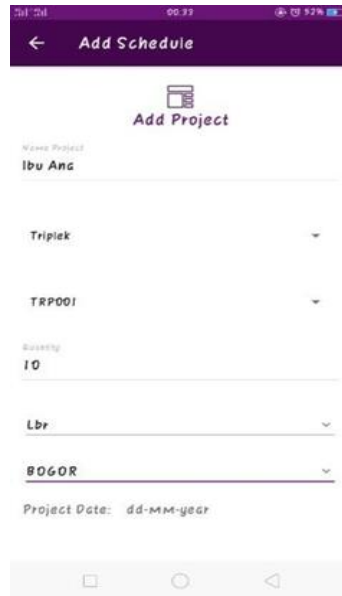 00.33
52%
Add Schedule
Add Project
Name Project
Ibu Ana
Triplek
TRP001
Quantity
10
Lbr
BOGOR
Project Date: dd-MM-year